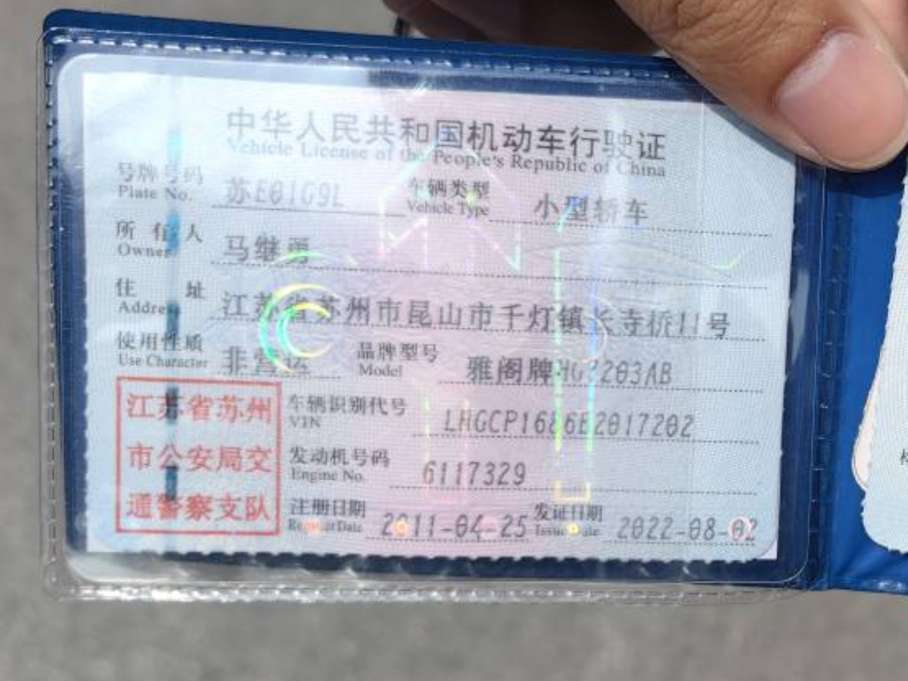 中华人民共和国机动车行驶证
Vehicle License of the People's Republic of China
号牌号码 苏E01G9L 车辆类型 小型轿车
Plate No. Vehicle Type
所有人 马继勇
Owner
住址 江苏省苏州市昆山市千灯镇长寺桥11号
Address
使用性质 非营运 品牌型号 雅阁牌HG7203AB
Use Character Model
江苏省苏州
市公安局交
通警察支队
车辆识别代号 LHGCP1686B2017202
VIN
发动机号码 6117329
Engine No.
注册日期 2011-04-25 发证日期 2022-08-02
Register Date Issue Date